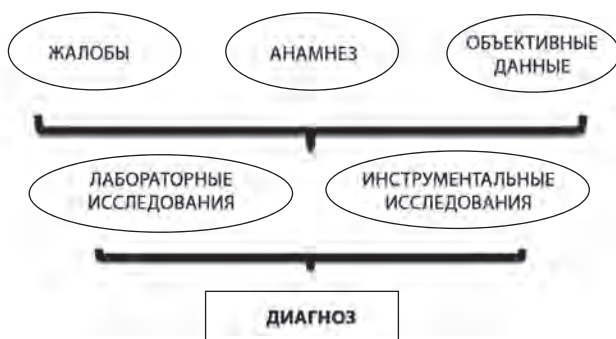 ЖАЛОБЫ
АНАМНЕЗ
ОБЪЕКТИВНЫЕ
ДАННЫЕ
ЛАБОРАТОРНЫЕ
ИССЛЕДОВАНИЯ
ИНСТРУМЕНТАЛЬНЫЕ
ИССЛЕДОВАНИЯ
ДИАГНОЗ